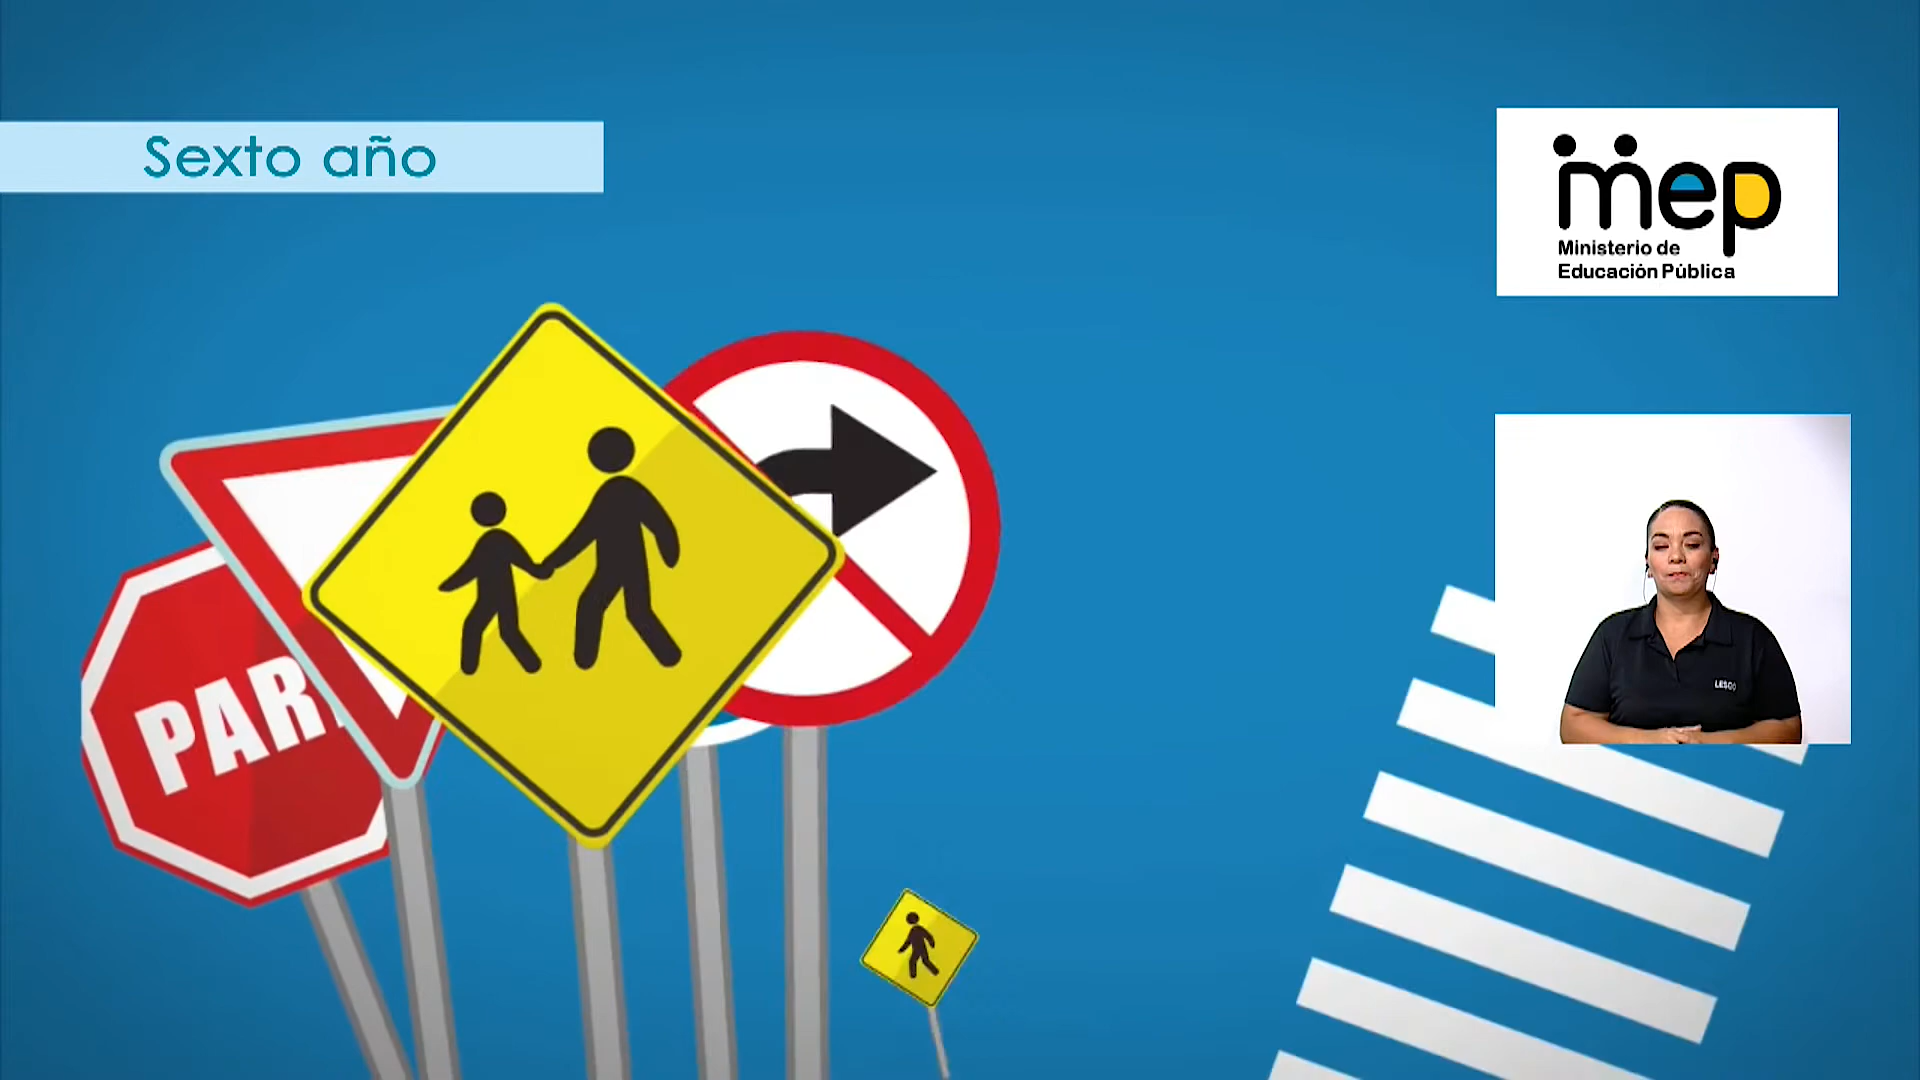 Sexto año
mep
Ministerio de
Educación Pública
PAR
LESCO